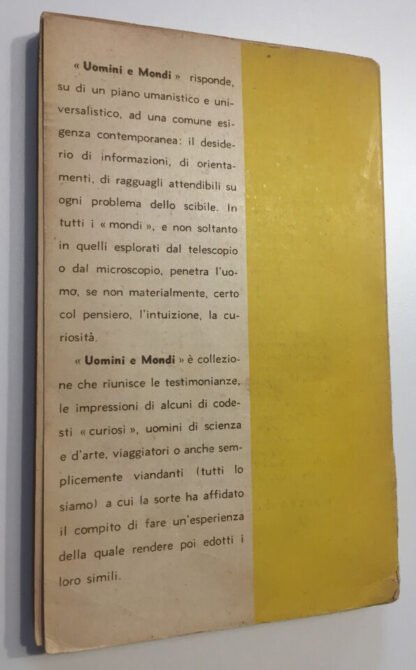 « Uomini e Mondi » risponde,
su di un piano umanistico e uni-
versalistico, ad una comune esi-
genza contemporanea: il deside-
rio di informazioni, di orienta-
menti, di ragguagli attendibili su
ogni problema dello scibile. In
tutti i « mondi », e non soltanto
in quelli esplorati dal telescopio
o dal microscopio, penetra l'uo-
mo, se non materialmente, certo
col pensiero, l'intuizione, la cu-
riosità.
« Uomini e Mondi » è collezio-
ne che riunisce le testimonianze,
le impressioni di alcuni di code-
sti « curiosi », uomini di scienza
e d'arte, viaggiatori o anche sem-
plicemente viandanti (tutti lo
siamo) a cui la sorte ha affidato
il compito di fare un'esperienza
della quale rendere poi edotti i
loro simili.